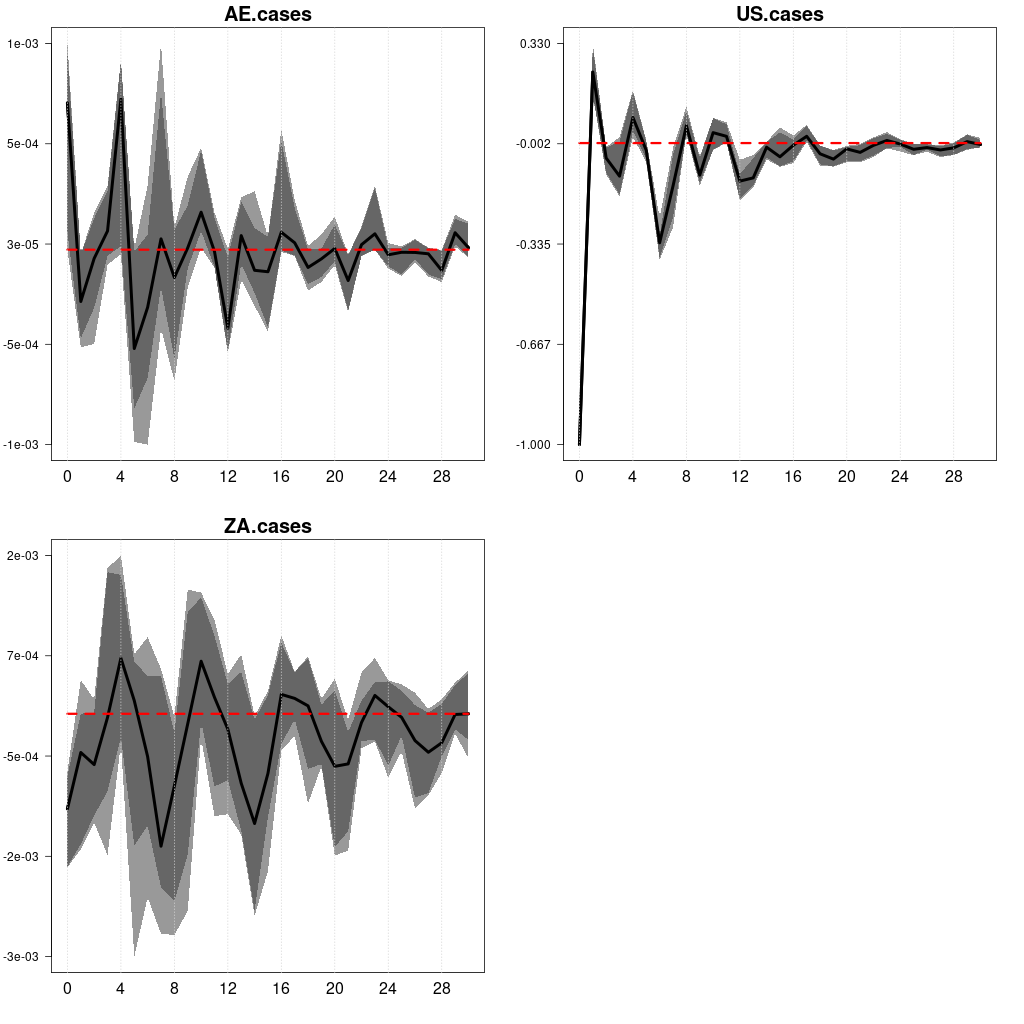 AE.cases
1e-03
5e-04
3e-05
-5e-04
-1e-03
0 4 8 12 16 20 24 28
US.cases
0.330
-0.002
-0.335
-0.667
-1.000
0 4 8 12 16 20 24 28
ZA.cases
2e-03
7e-04
-5e-04
-2e-03
-3e-03
0 4 8 12 16 20 24 28